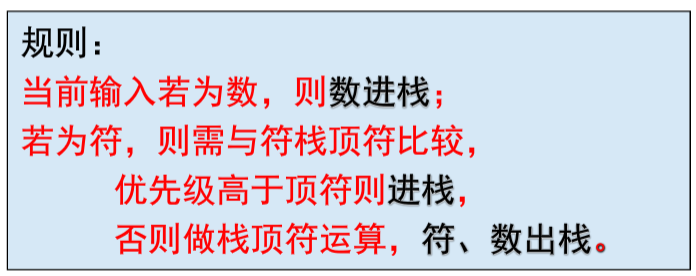 规则：
当前输入若为数，则数进栈；
若为符，则需与符栈顶符比较，
优先级高于顶符则进栈，
否则做栈顶符运算，符、数出栈。